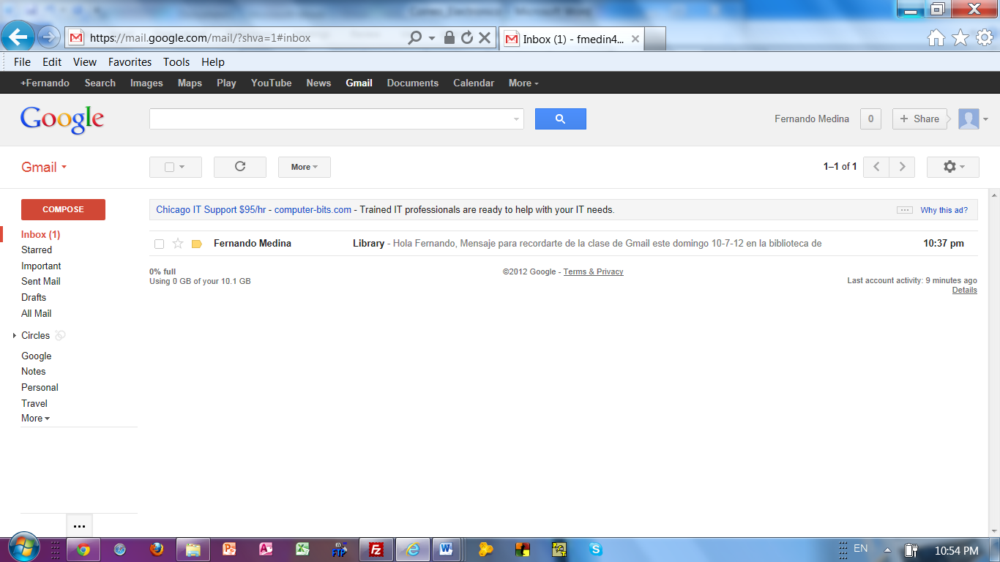 https://mail.google.com/mail/?shva=1#inbox
Inbox (1) - fmedin4...
File Edit View Favorites Tools Help
+Fernando Search Images Maps Play YouTube News Gmail Documents Calendar More
Google
Fernando Medina 0 + Share
Gmail
More
1–1 of 1
COMPOSE
Chicago IT Support $95/hr - computer-bits.com - Trained IT professionals are ready to help with your IT needs.
Why this ad?
Inbox (1)
Starred
Important
Sent Mail
Drafts
All Mail
Circles
Google
Notes
Personal
Travel
More
Fernando Medina Library - Hola Fernando, Mensaje para recordarte de la clase de Gmail este domingo 10-7-12 en la biblioteca de 10:37 pm
0% full
Using 0 GB of your 10.1 GB
©2012 Google - Terms & Privacy
Last account activity: 9 minutes ago
Details
FTP
EN
10:54 PM